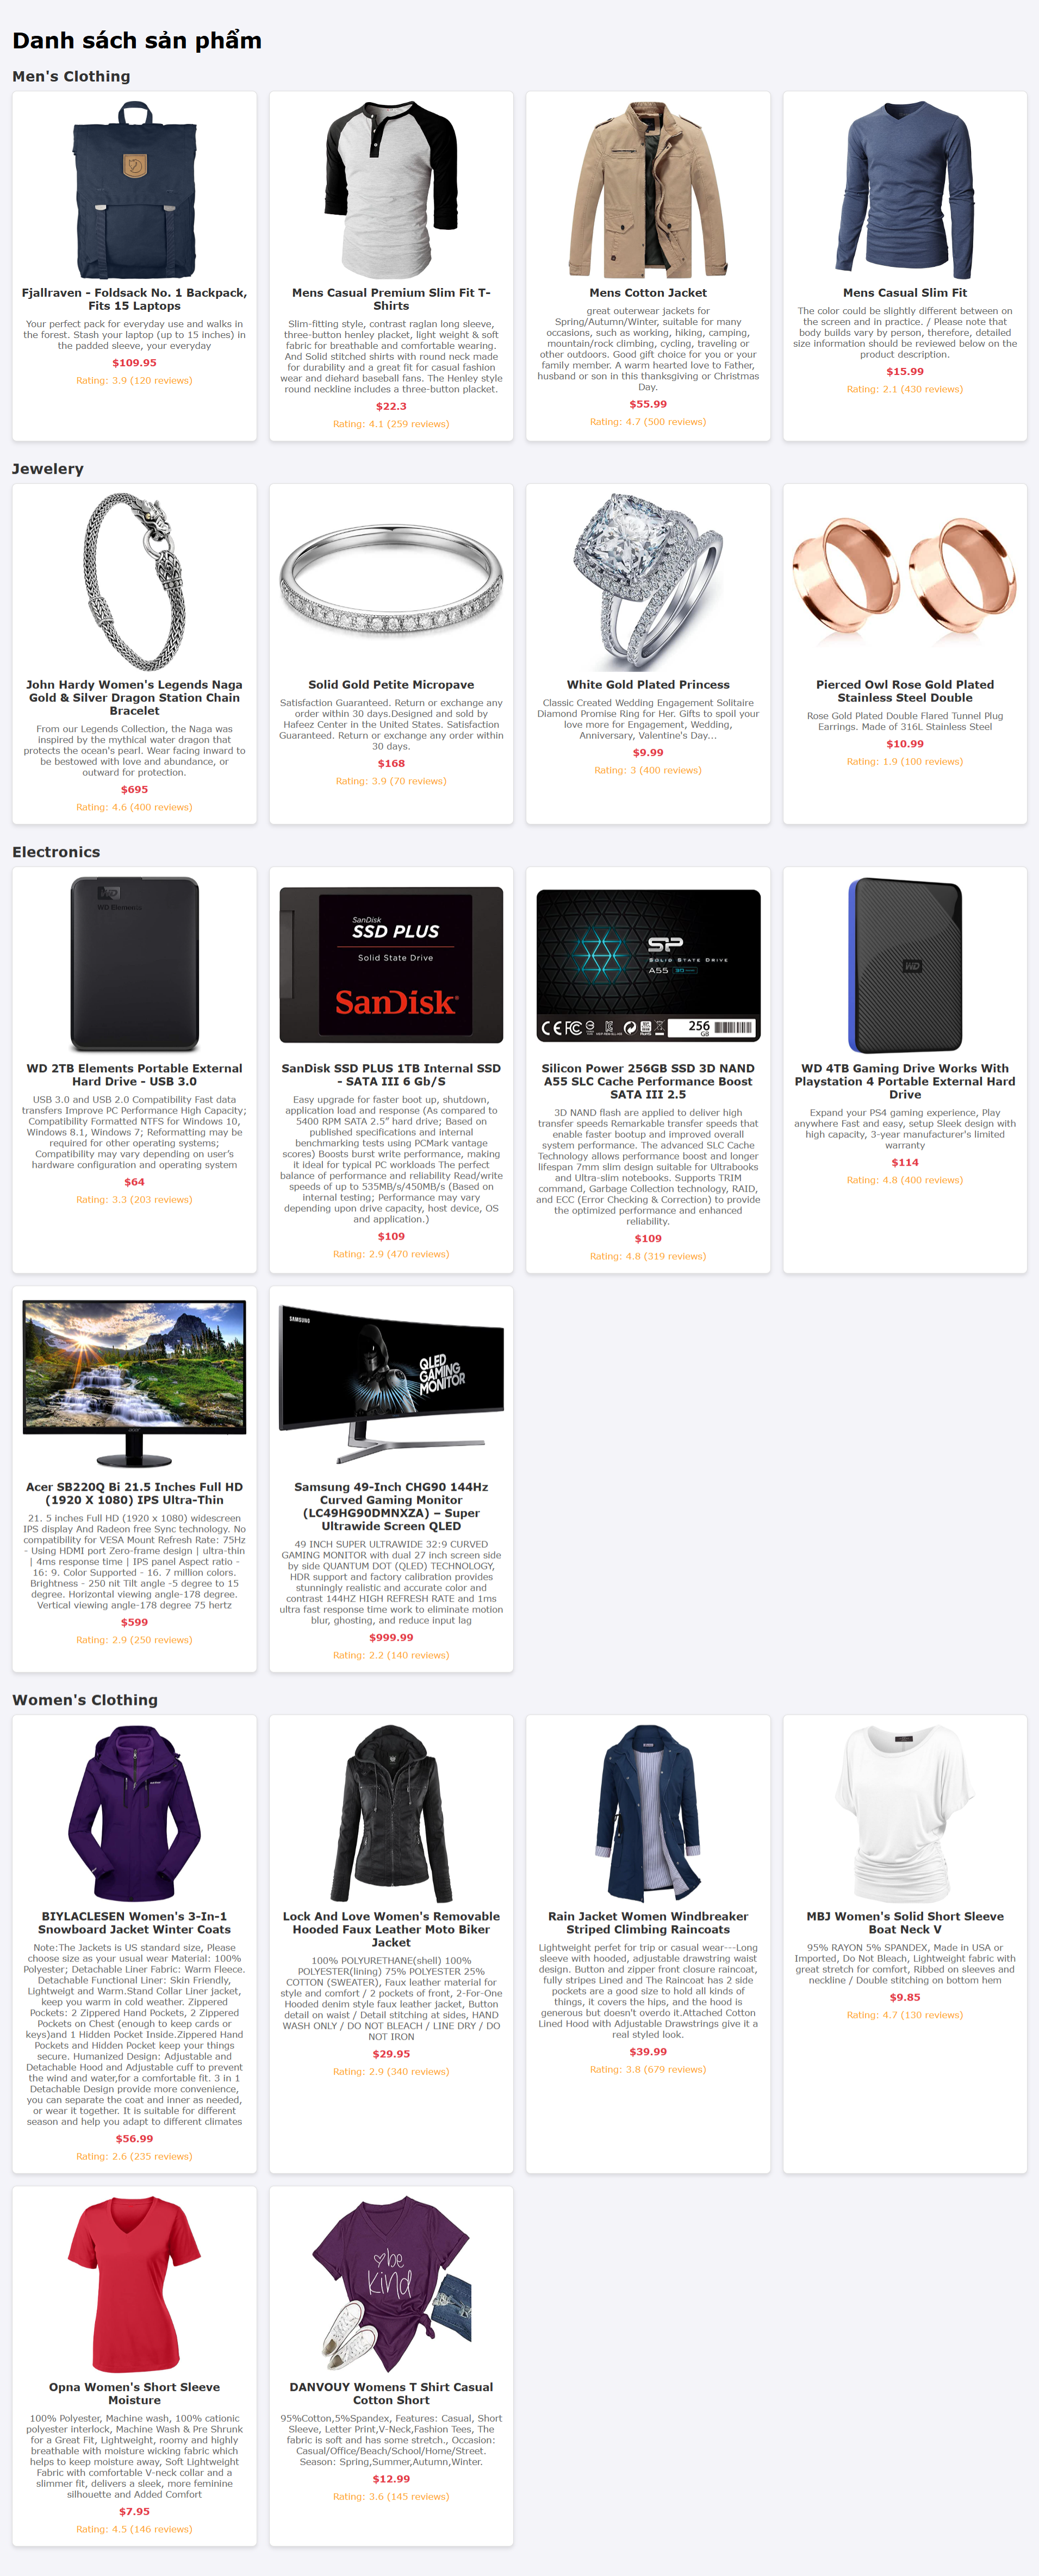 Danh sách sản phẩm
Men's Clothing
Fjallraven - Foldsack No. 1 Backpack,
Fits 15 Laptops
Your perfect pack for everyday use and walks in
the forest. Stash your laptop (up to 15 inches) in
the padded sleeve, your everyday
$109.95
Rating: 3.9 (120 reviews)
Mens Casual Premium Slim Fit T-
Shirts
Slim-fitting style, contrast raglan long sleeve,
three-button henley placket, light weight & soft
fabric for breathable and comfortable wearing.
And Solid stitched shirts with round neck made
for durability and a great fit for casual fashion
wear and diehard baseball fans. The Henley style
round neckline includes a three-button placket.
$22.3
Rating: 4.1 (259 reviews)
Mens Cotton Jacket
great outerwear jackets for
Spring/Autumn/Winter, suitable for many
occasions, such as working, hiking, camping,
mountain/rock climbing, cycling, traveling or
other outdoors. Good gift choice for you or your
family member. A warm hearted love to Father,
husband or son in this thanksgiving or Christmas
Day.
$55.99
Rating: 4.7 (500 reviews)
Mens Casual Slim Fit
The color could be slightly different between on
the screen and in practice. / Please note that
body builds vary by person, therefore, detailed
size information should be reviewed below on the
product description.
$15.99
Rating: 2.1 (430 reviews)
Jewelery
John Hardy Women's Legends Naga
Gold & Silver Dragon Station Chain
Bracelet
From our Legends Collection, the Naga was
inspired by the mythical water dragon that
protects the ocean's pearl. Wear facing inward to
be bestowed with love and abundance, or
outward for protection.
$695
Rating: 4.6 (400 reviews)
Solid Gold Petite Micropave
Satisfaction Guaranteed. Return or exchange any
order within 30 days.Designed and sold by
Hafeez Center in the United States. Satisfaction
Guaranteed. Return or exchange any order within
30 days.
$168
Rating: 3.9 (70 reviews)
White Gold Plated Princess
Classic Created Wedding Engagement Solitaire
Diamond Promise Ring for Her. Gifts to spoil your
love more for Engagement, Wedding,
Anniversary, Valentine's Day...
$9.99
Rating: 3 (400 reviews)
Pierced Owl Rose Gold Plated
Stainless Steel Double
Rose Gold Plated Double Flared Tunnel Plug
Earrings. Made of 316L Stainless Steel
$10.99
Rating: 1.9 (100 reviews)
Electronics
WD
WD Elements
WD 2TB Elements Portable External
Hard Drive - USB 3.0
USB 3.0 and USB 2.0 Compatibility Fast data
transfers Improve PC Performance High Capacity;
Compatibility Formatted NTFS for Windows 10,
Windows 8.1, Windows 7; Reformatting may be
required for other operating systems;
Compatibility may vary depending on user’s
hardware configuration and operating system
$64
Rating: 3.3 (203 reviews)
SanDisk
SSD PLUS
Solid State Drive
SanDisk
SanDisk SSD PLUS 1TB Internal SSD
- SATA III 6 Gb/S
Easy upgrade for faster boot up, shutdown,
application load and response (As compared to
5400 RPM SATA 2.5” hard drive; Based on
published specifications and internal
benchmarking tests using PCMark vantage
scores) Boosts burst write performance, making
it ideal for typical PC workloads The perfect
balance of performance and reliability Read/write
speeds of up to 535MB/s/450MB/s (Based on
internal testing; Performance may vary
depending upon drive capacity, host device, OS
and application.)
$109
Rating: 2.9 (470 reviews)
SP
SOLID STATE DRIVE
A55
256
GB
Silicon Power 256GB SSD 3D NAND
A55 SLC Cache Performance Boost
SATA III 2.5
3D NAND flash are applied to deliver high
transfer speeds Remarkable transfer speeds that
enable faster bootup and improved overall
system performance. The advanced SLC Cache
Technology allows performance boost and longer
lifespan 7mm slim design suitable for Ultrabooks
and Ultra-slim notebooks. Supports TRIM
command, Garbage Collection technology, RAID,
and ECC (Error Checking & Correction) to provide
the optimized performance and enhanced
reliability.
$109
Rating: 4.8 (319 reviews)
WD
WD 4TB Gaming Drive Works With
Playstation 4 Portable External Hard
Drive
Expand your PS4 gaming experience, Play
anywhere Fast and easy, setup Sleek design with
high capacity, 3-year manufacturer's limited
warranty
$114
Rating: 4.8 (400 reviews)
Acer SB220Q Bi 21.5 Inches Full HD
(1920 X 1080) IPS Ultra-Thin
21. 5 inches Full HD (1920 x 1080) widescreen
IPS display And Radeon free Sync technology. No
compatibility for VESA Mount Refresh Rate: 75Hz
- Using HDMI port Zero-frame design | ultra-thin
| 4ms response time | IPS panel Aspect ratio -
16: 9. Color Supported - 16. 7 million colors.
Brightness - 250 nit Tilt angle -5 degree to 15
degree. Horizontal viewing angle-178 degree.
Vertical viewing angle-178 degree 75 hertz
$599
Rating: 2.9 (250 reviews)
SAMSUNG
QLED
GAMING
MONITOR
Samsung 49-Inch CHG90 144Hz
Curved Gaming Monitor
(LC49HG90DMNXZA) – Super
Ultrawide Screen QLED
49 INCH SUPER ULTRAWIDE 32:9 CURVED
GAMING MONITOR with dual 27 inch screen side
by side QUANTUM DOT (QLED) TECHNOLOGY,
HDR support and factory calibration provides
stunningly realistic and accurate color and
contrast 144HZ HIGH REFRESH RATE and 1ms
ultra fast response time work to eliminate motion
blur, ghosting, and reduce input lag
$999.99
Rating: 2.2 (140 reviews)
Women's Clothing
BIYLACLESEN Women's 3-In-1
Snowboard Jacket Winter Coats
Note:The Jackets is US standard size, Please
choose size as your usual wear Material: 100%
Polyester; Detachable Liner Fabric: Warm Fleece.
Detachable Functional Liner: Skin Friendly,
Lightweigt and Warm.Stand Collar Liner jacket,
keep you warm in cold weather. Zippered
Pockets: 2 Zippered Hand Pockets, 2 Zippered
Pockets on Chest (enough to keep cards or
keys)and 1 Hidden Pocket Inside.Zippered Hand
Pockets and Hidden Pocket keep your things
secure. Humanized Design: Adjustable and
Detachable Hood and Adjustable cuff to prevent
the wind and water,for a comfortable fit. 3 in 1
Detachable Design provide more convenience,
you can separate the coat and inner as needed,
or wear it together. It is suitable for different
season and help you adapt to different climates
$56.99
Rating: 2.6 (235 reviews)
Lock And Love Women's Removable
Hooded Faux Leather Moto Biker
Jacket
100% POLYURETHANE(shell) 100%
POLYESTER(lining) 75% POLYESTER 25%
COTTON (SWEATER), Faux leather material for
style and comfort / 2 pockets of front, 2-For-One
Hooded denim style faux leather jacket, Button
detail on waist / Detail stitching at sides, HAND
WASH ONLY / DO NOT BLEACH / LINE DRY / DO
NOT IRON
$29.95
Rating: 2.9 (340 reviews)
Rain Jacket Women Windbreaker
Striped Climbing Raincoats
Lightweight perfet for trip or casual wear---Long
sleeve with hooded, adjustable drawstring waist
design. Button and zipper front closure raincoat,
fully stripes Lined and The Raincoat has 2 side
pockets are a good size to hold all kinds of
things, it covers the hips, and the hood is
generous but doesn't overdo it.Attached Cotton
Lined Hood with Adjustable Drawstrings give it a
real styled look.
$39.99
Rating: 3.8 (679 reviews)
MBJ Women's Solid Short Sleeve
Boat Neck V
95% RAYON 5% SPANDEX, Made in USA or
Imported, Do Not Bleach, Lightweight fabric with
great stretch for comfort, Ribbed on sleeves and
neckline / Double stitching on bottom hem
$9.85
Rating: 4.7 (130 reviews)
Opna Women's Short Sleeve
Moisture
100% Polyester, Machine wash, 100% cationic
polyester interlock, Machine Wash & Pre Shrunk
for a Great Fit, Lightweight, roomy and highly
breathable with moisture wicking fabric which
helps to keep moisture away, Soft Lightweight
Fabric with comfortable V-neck collar and a
slimmer fit, delivers a sleek, more feminine
silhouette and Added Comfort
$7.95
Rating: 4.5 (146 reviews)
be
kind
DANVOUY Womens T Shirt Casual
Cotton Short
95%Cotton,5%Spandex, Features: Casual, Short
Sleeve, Letter Print,V-Neck,Fashion Tees, The
fabric is soft and has some stretch., Occasion:
Casual/Office/Beach/School/Home/Street.
Season: Spring,Summer,Autumn,Winter.
$12.99
Rating: 3.6 (145 reviews)